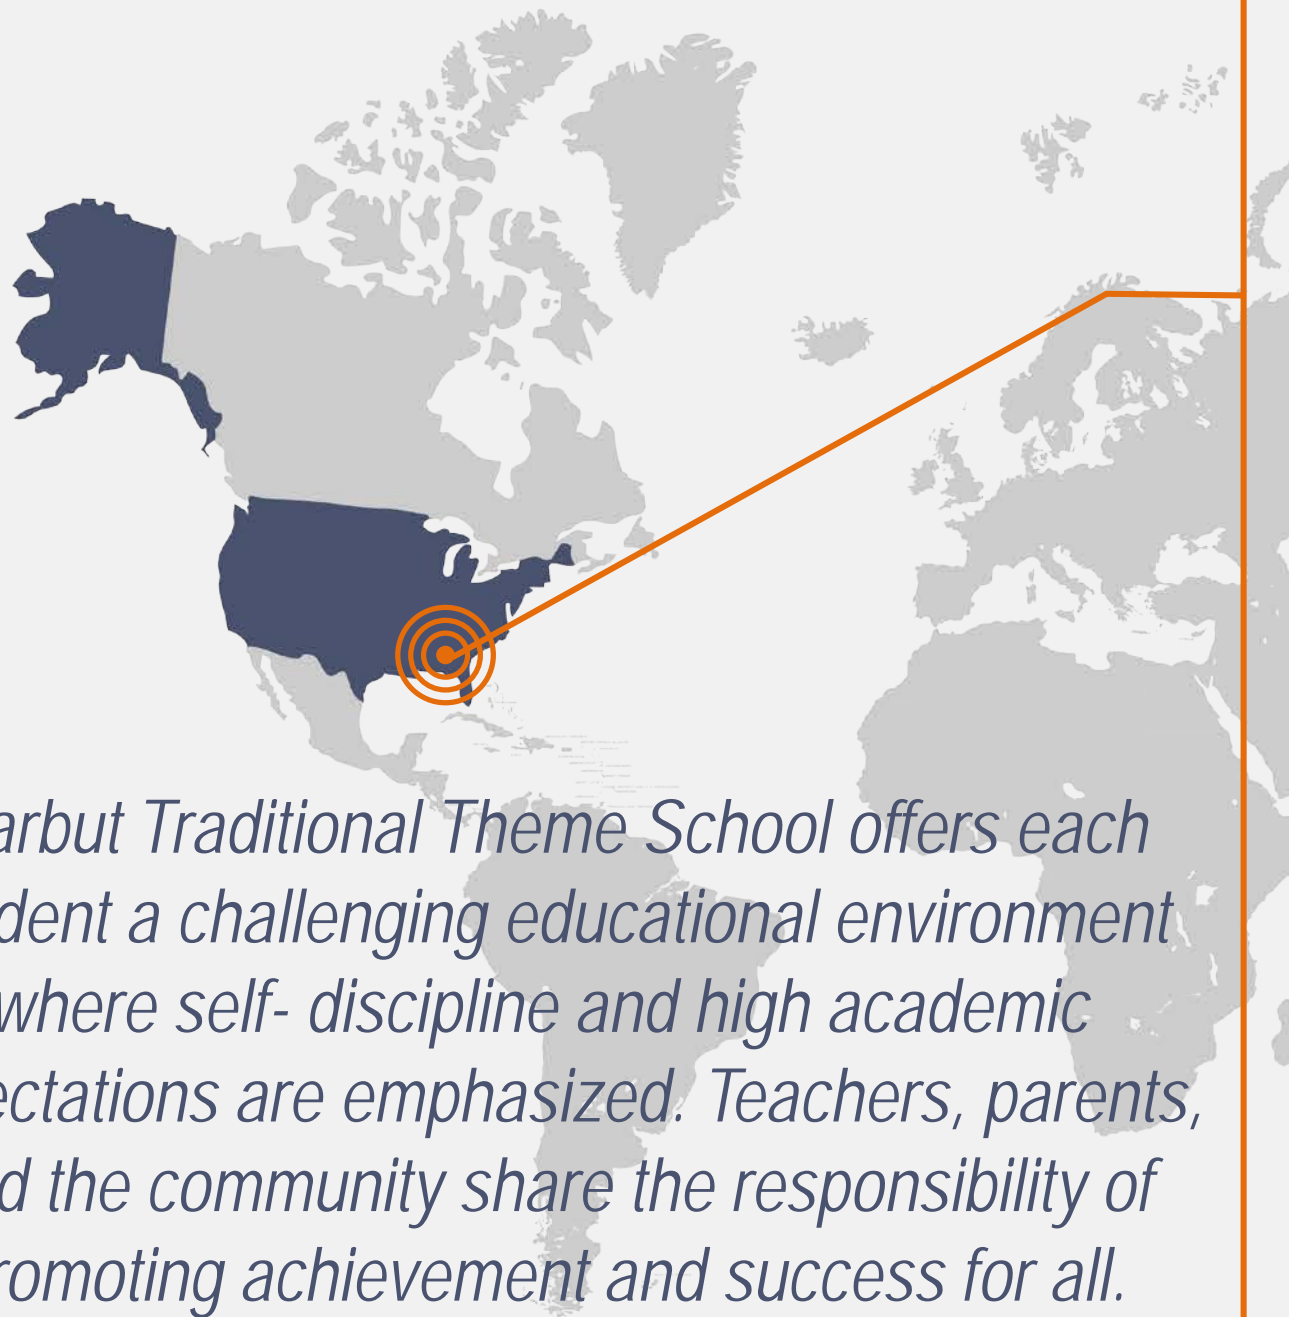 arbut Traditional Theme School offers each
dent a challenging educational environment
where self- discipline and high academic
ectations are emphasized. Teachers, parents,
d the community share the responsibility of
romoting achievement and success for all.